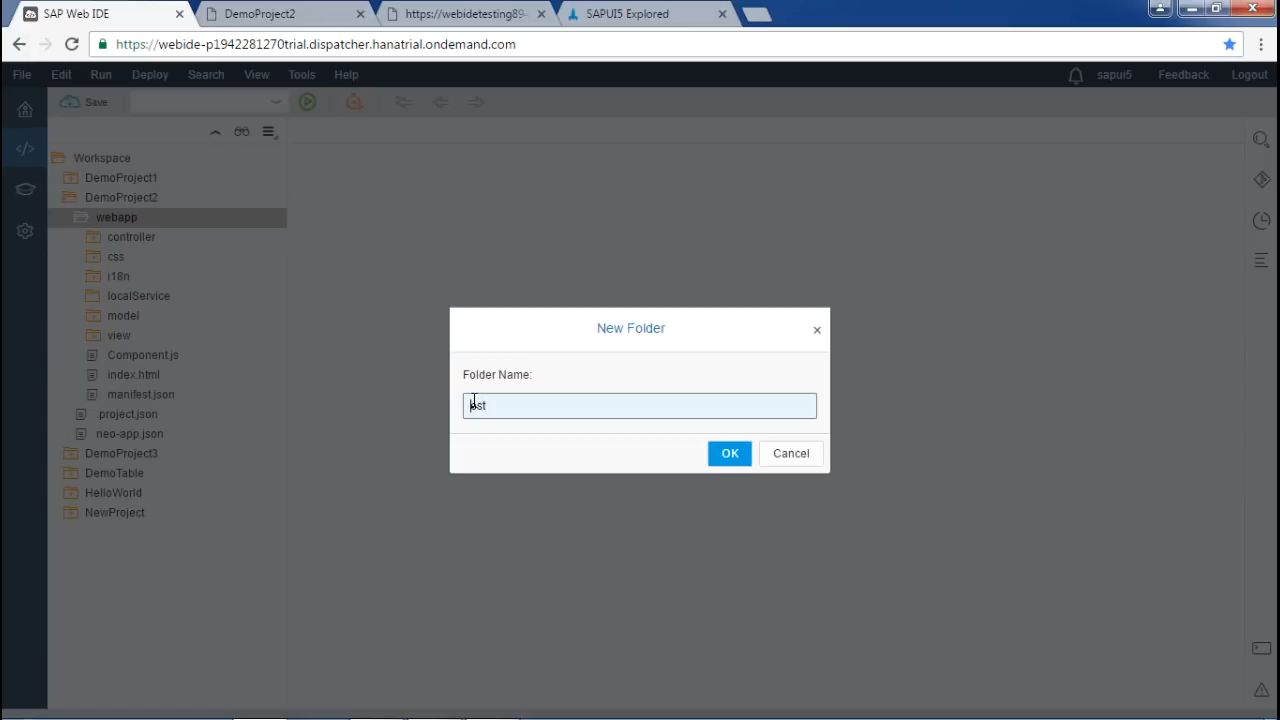 SAP Web IDE
DemoProject2
https://webidetesting89-
SAPUI5 Explored
https://webide-p1942281270trial.dispatcher.hanatrial.ondemand.com
File Edit Run Deploy Search View Tools Help
sapui5 Feedback Logout
Save
Workspace
DemoProject1
DemoProject2
webapp
controller
css
i18n
localService
model
view
Component.js
index.html
manifest.json
.project.json
neo-app.json
DemoProject3
DemoTable
HelloWorld
NewProject
New Folder
Folder Name:
OK Cancel